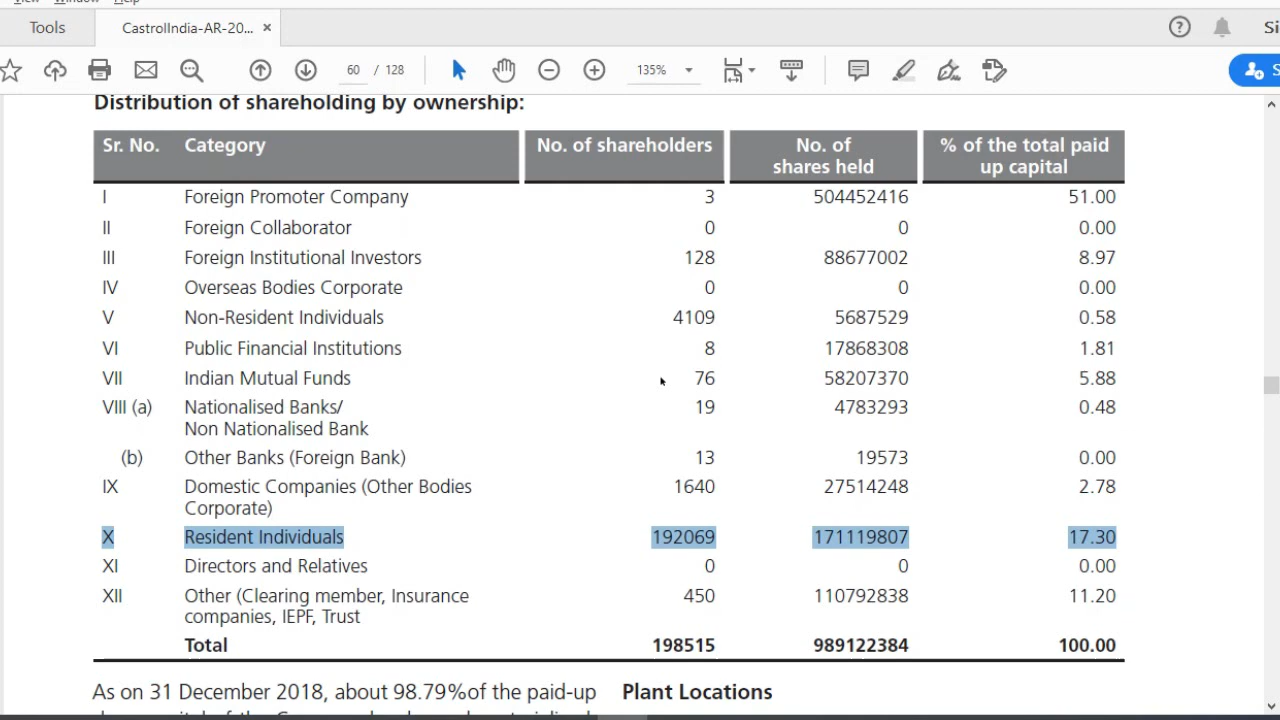 View Window Help
Tools CastrolIndia-AR-20... × Si
60 / 128 135% S
Distribution of shareholding by ownership:
Sr. No. Category No. of shareholders No. of shares held % of the total paid up capital
I Foreign Promoter Company 3 504452416 51.00
II Foreign Collaborator 0 0 0.00
III Foreign Institutional Investors 128 88677002 8.97
IV Overseas Bodies Corporate 0 0 0.00
V Non-Resident Individuals 4109 5687529 0.58
VI Public Financial Institutions 8 17868308 1.81
VII Indian Mutual Funds 76 58207370 5.88
VIII (a) Nationalised Banks/ 19 4783293 0.48
Non Nationalised Bank
(b) Other Banks (Foreign Bank) 13 19573 0.00
IX Domestic Companies (Other Bodies 1640 27514248 2.78
Corporate)
X Resident Individuals 192069 171119807 17.30
XI Directors and Relatives 0 0 0.00
XII Other (Clearing member, Insurance 450 110792838 11.20
companies, IEPF, Trust
Total 198515 989122384 100.00
As on 31 December 2018, about 98.79%of the paid-up
Plant Locations